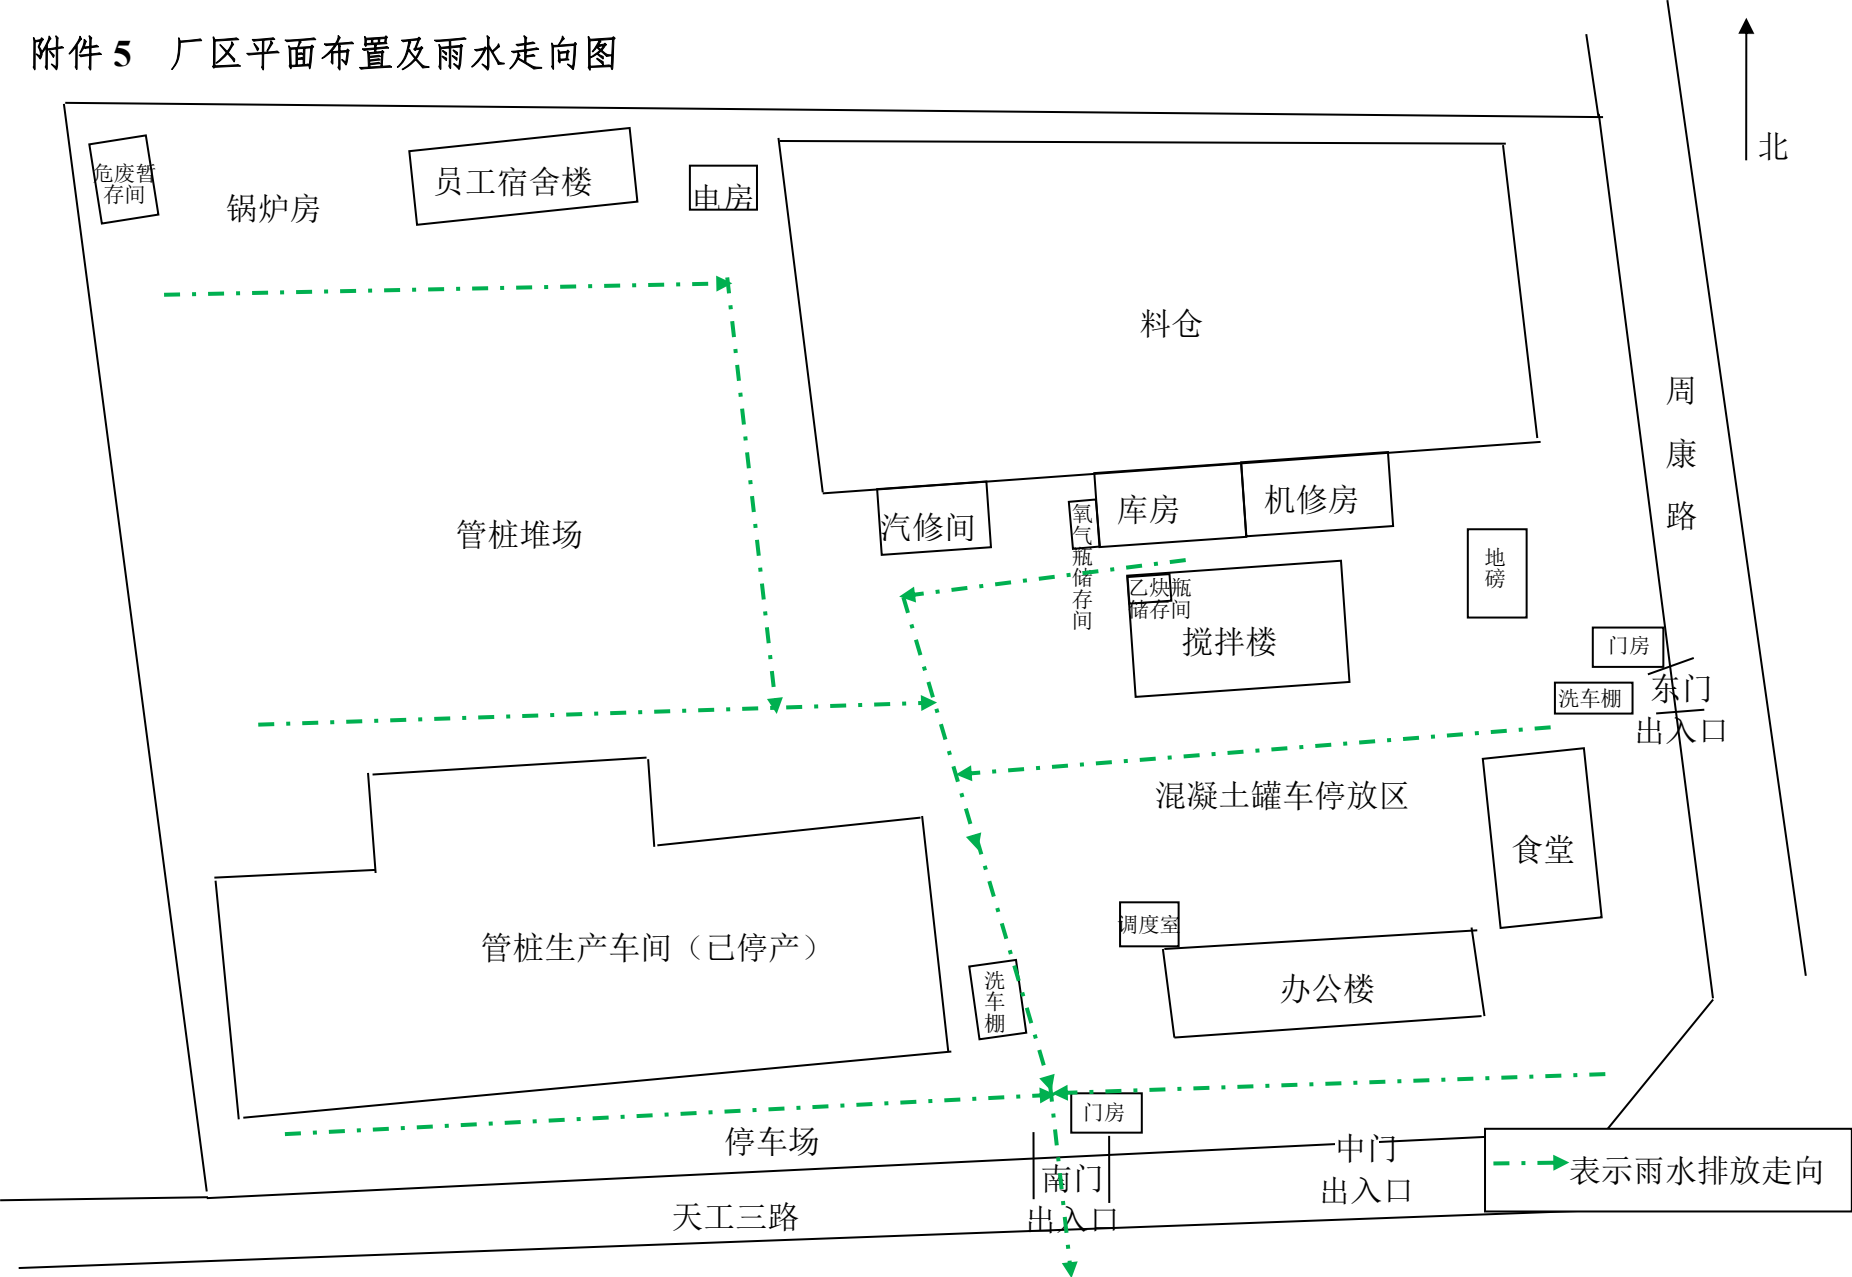 附件 5 厂区平面布置及雨水走向图
北
危废暂
存间
锅炉房
员工宿舍楼
电房
料仓
周
康
路
管桩堆场
汽修间
氧
气
瓶
储
存
间
库房
机修房
地
磅
乙炔瓶
储存间
搅拌楼
门房
洗车棚
东门
出入口
混凝土罐车停放区
食堂
调度室
管桩生产车间（已停产）
洗
车
棚
办公楼
门房
停车场
南门
出入口
中门
出入口
表示雨水排放走向
天工三路